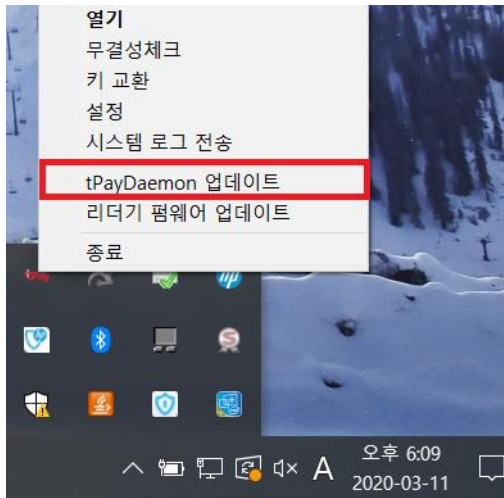 열기
무결성체크
키 교환
설정
시스템 로그 전송
tPayDaemon 업데이트
리더기 펌웨어 업데이트
종료
tPay
hp
A
오후 6:09
2020-03-11